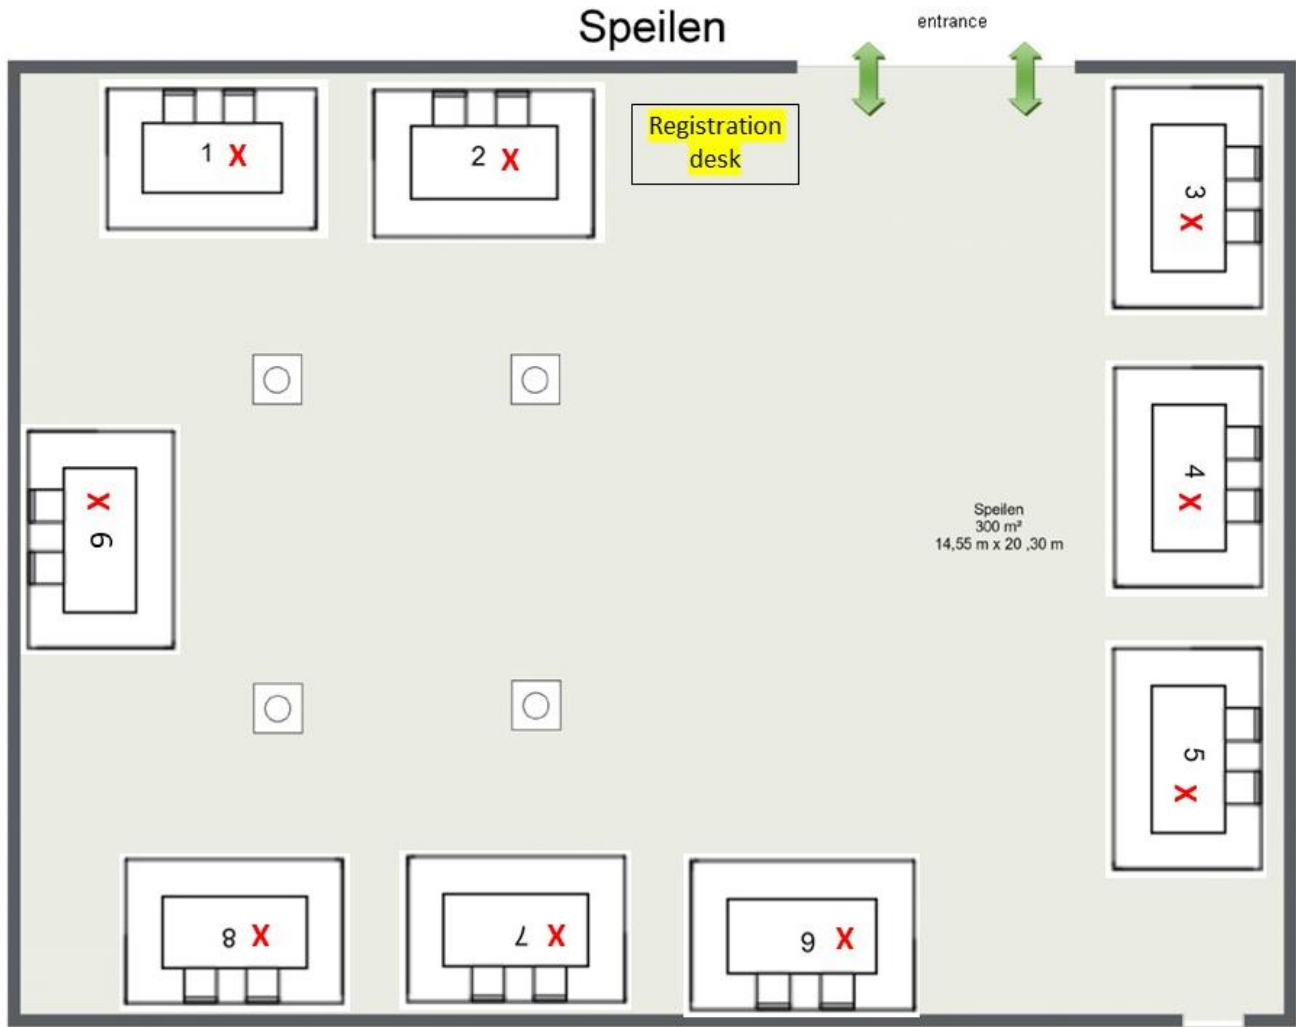 Speilen
entrance
1 X
2 X
Registration
desk
3
X
4
X
Speilen
300 m²
14,55 m x 20 ,30 m
X
9
5
X
8 X
7 X
6 X